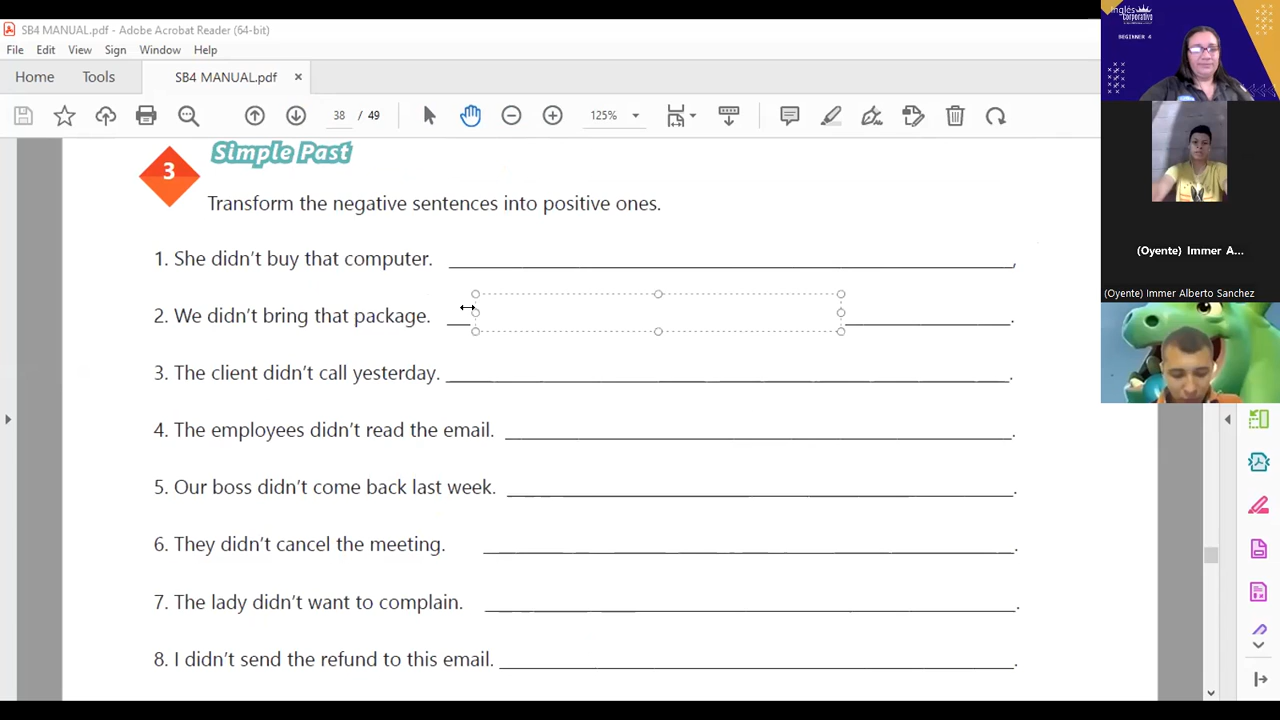 SB4 MANUAL.pdf - Adobe Acrobat Reader (64-bit)
File Edit View Sign Window Help
Home Tools SB4 MANUAL.pdf ×
38 / 49 125%
3 Simple Past
Transform the negative sentences into positive ones.
1. She didn't buy that computer. ,
2. We didn't bring that package. .
3. The client didn't call yesterday. .
4. The employees didn't read the email. .
5. Our boss didn't come back last week. .
6. They didn't cancel the meeting. .
7. The lady didn't want to complain. .
8. I didn't send the refund to this email. .
Inglés
Corporativo
BEGINNER 4
(Oyente) Immer A...
(Oyente) Immer Alberto Sanchez